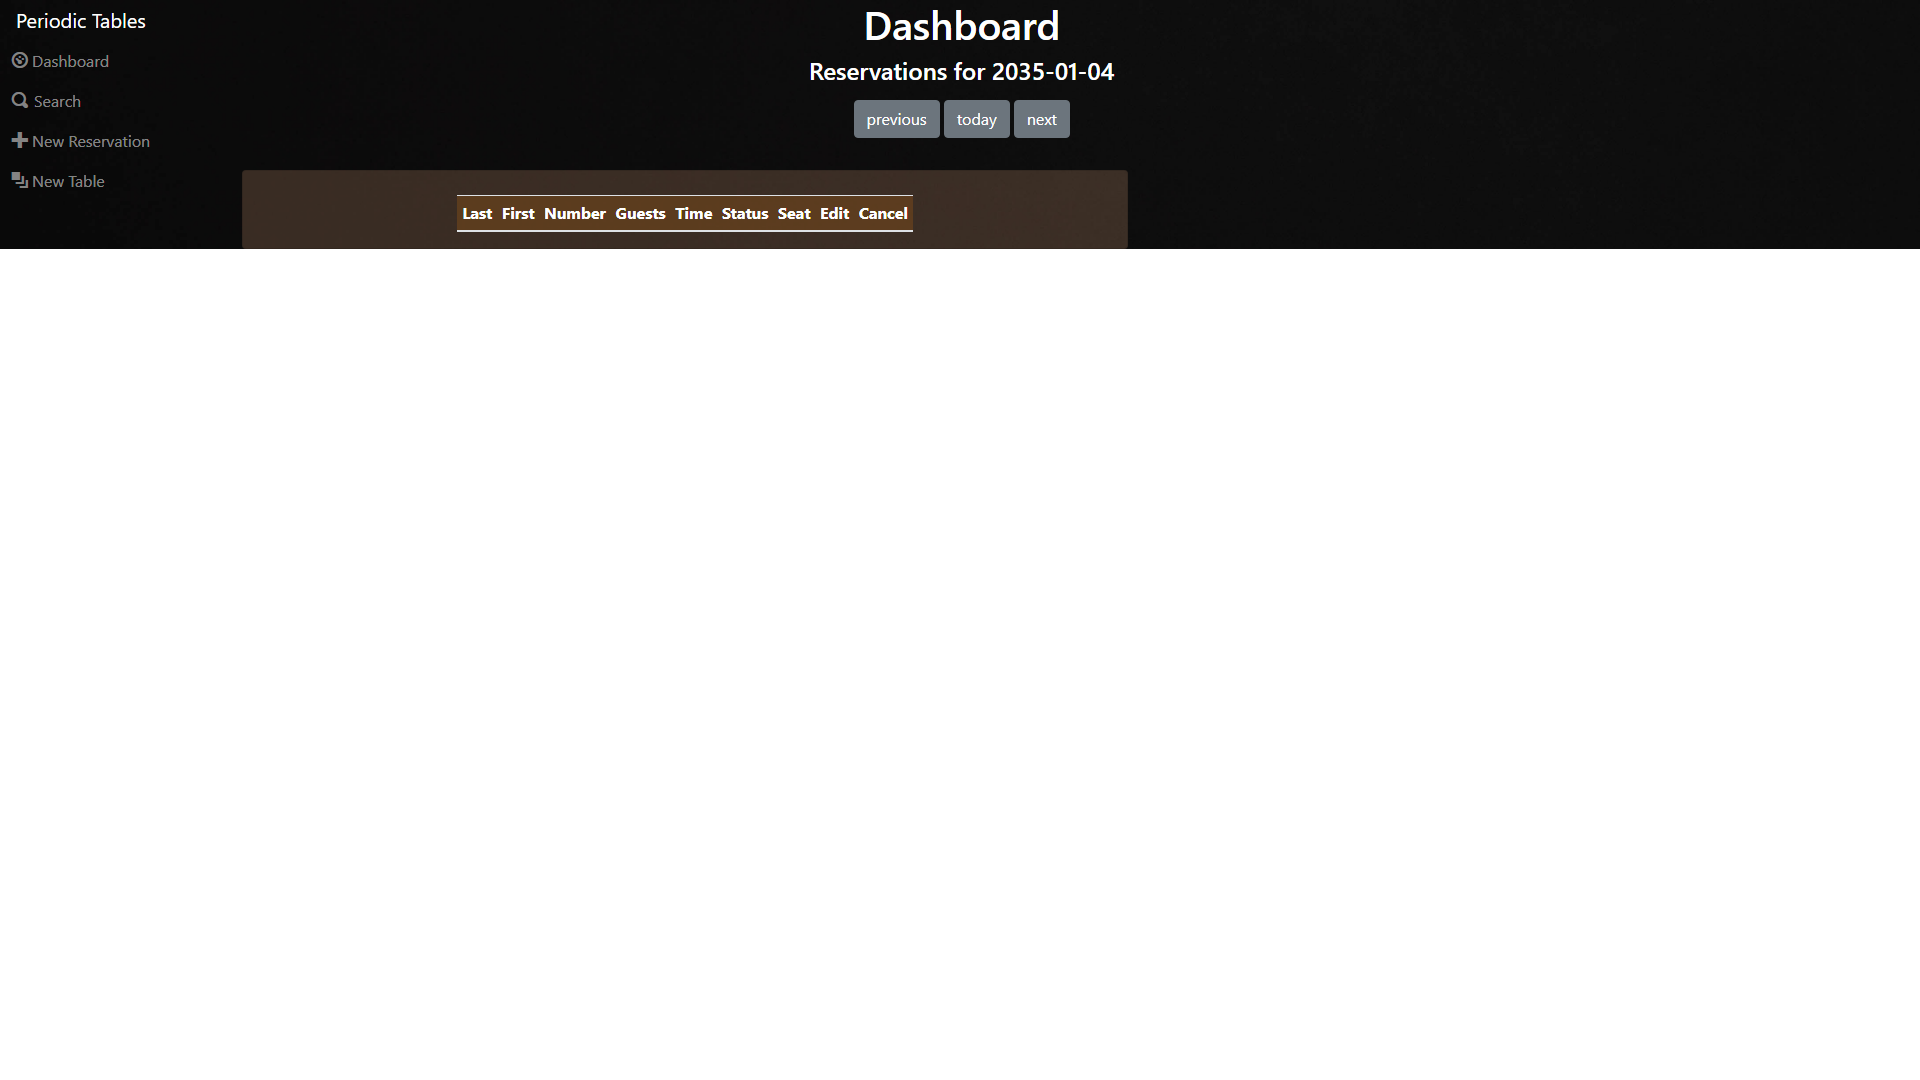 Periodic Tables
Dashboard
Search
New Reservation
New Table
Dashboard
Reservations for 2035-01-04
previous today next
Last First Number Guests Time Status Seat Edit Cancel